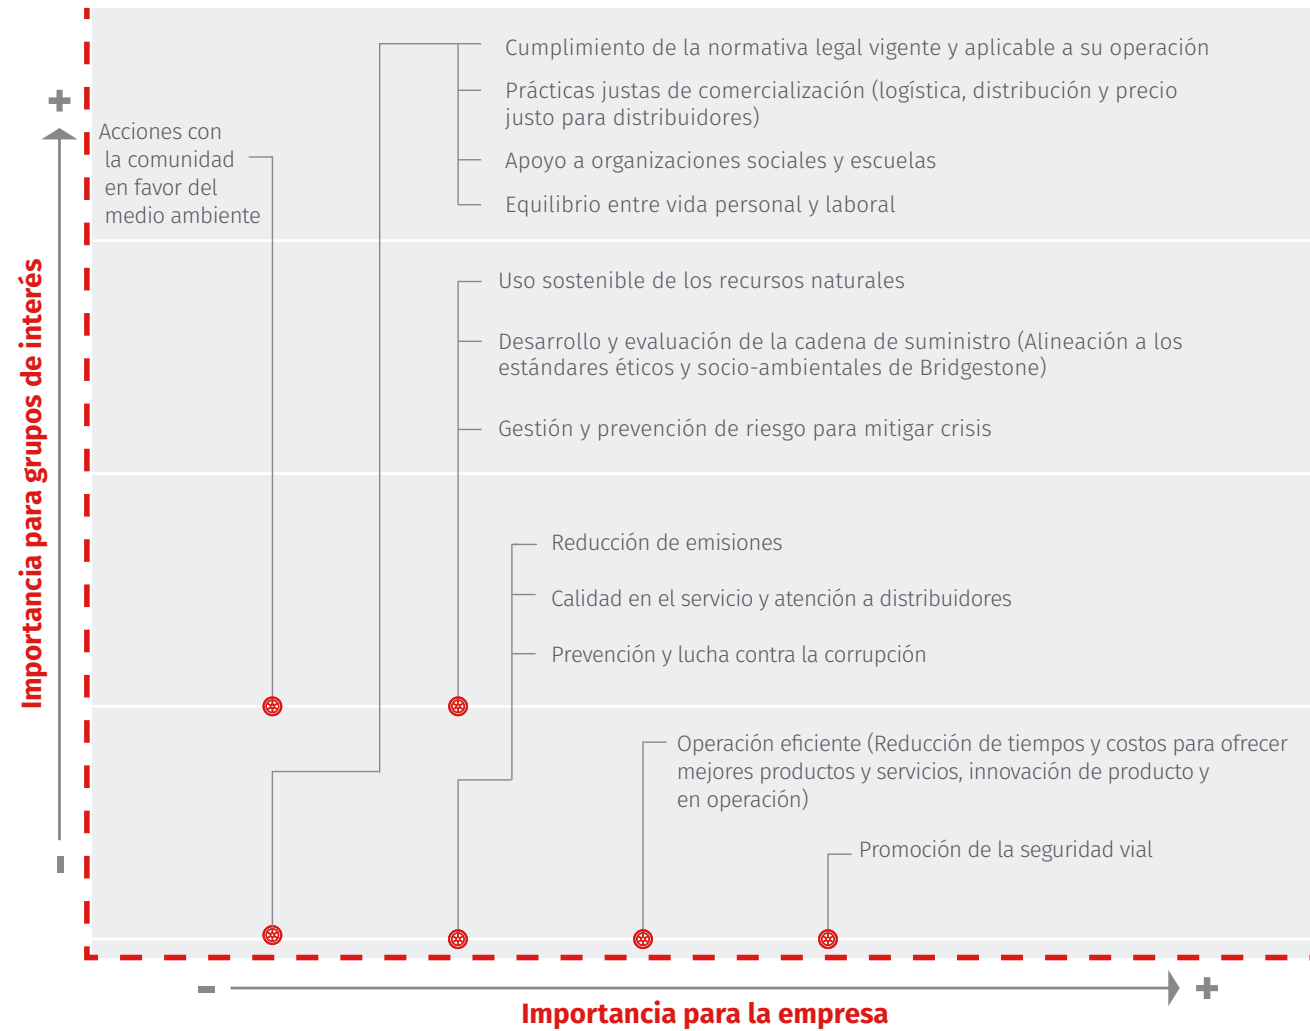 Cumplimiento de la normativa legal vigente y aplicable a su operación
Prácticas justas de comercialización (logística, distribución y precio
justo para distribuidores)
Apoyo a organizaciones sociales y escuelas
Equilibrio entre vida personal y laboral
+
Acciones con
la comunidad
en favor del
medio ambiente
Importancia para grupos de interés
-
Uso sostenible de los recursos naturales
Desarrollo y evaluación de la cadena de suministro (Alineación a los
estándares éticos y socio-ambientales de Bridgestone)
Gestión y prevención de riesgo para mitigar crisis
Reducción de emisiones
Calidad en el servicio y atención a distribuidores
Prevención y lucha contra la corrupción
Operación eficiente (Reducción de tiempos y costos para ofrecer
mejores productos y servicios, innovación de producto y
en operación)
Promoción de la seguridad vial
- +
Importancia para la empresa